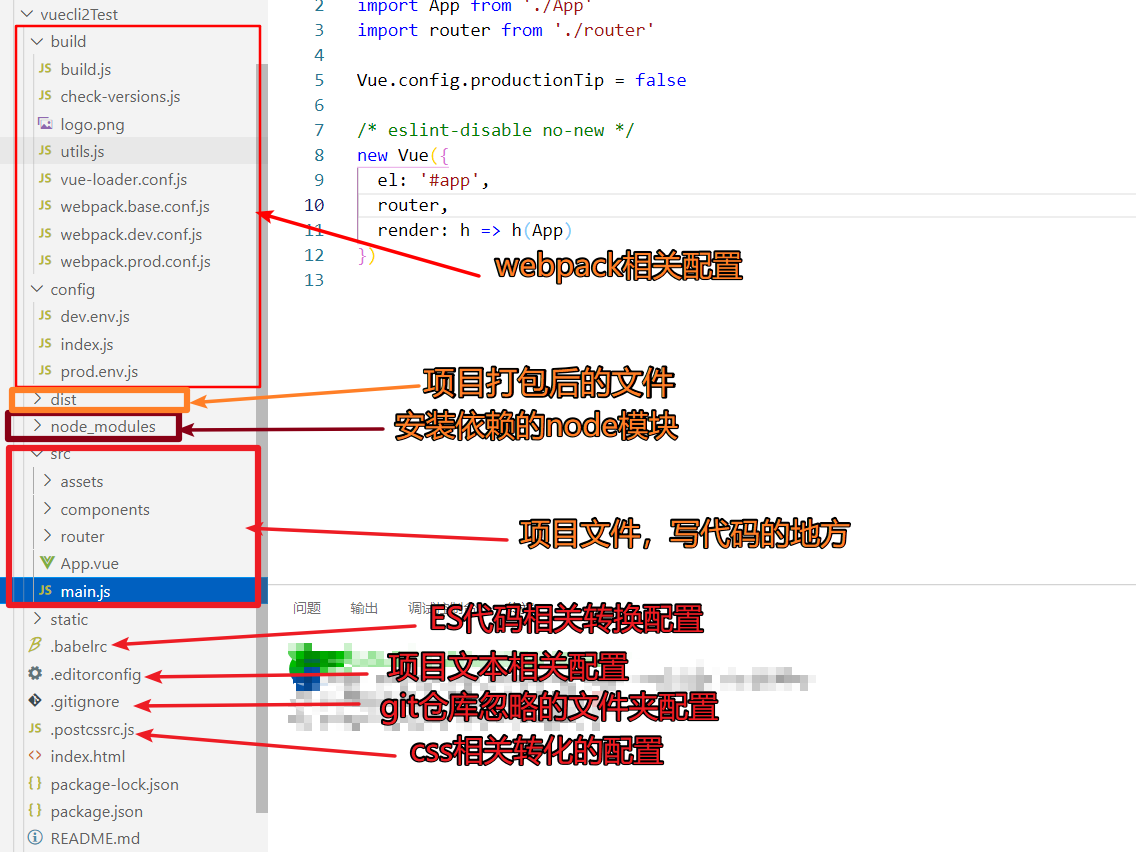 vuecli2Test
build
JS build.js
JS check-versions.js
logo.png
JS utils.js
JS vue-loader.conf.js
JS webpack.base.conf.js
JS webpack.dev.conf.js
JS webpack.prod.conf.js
config
JS dev.env.js
JS index.js
JS prod.env.js
dist
node_modules
src
assets
components
router
App.vue
JS main.js
static
.babelrc
.editorconfig
.gitignore
JS .postcssrc.js
<> index.html
{} package-lock.json
{} package.json
README.md
2 import App from './App'
3 import router from './router'
4
5 Vue.config.productionTip = false
6
7 /* eslint-disable no-new */
8 new Vue({
9 el: '#app',
10 router,
11 render: h => h(App)
12 })
13
webpack相关配置
项目打包后的文件
安装依赖的node模块
项目文件，写代码的地方
问题 输出
ES代码相关转换配置
项目文本相关配置
git仓库忽略的文件夹配置
css相关转化的配置